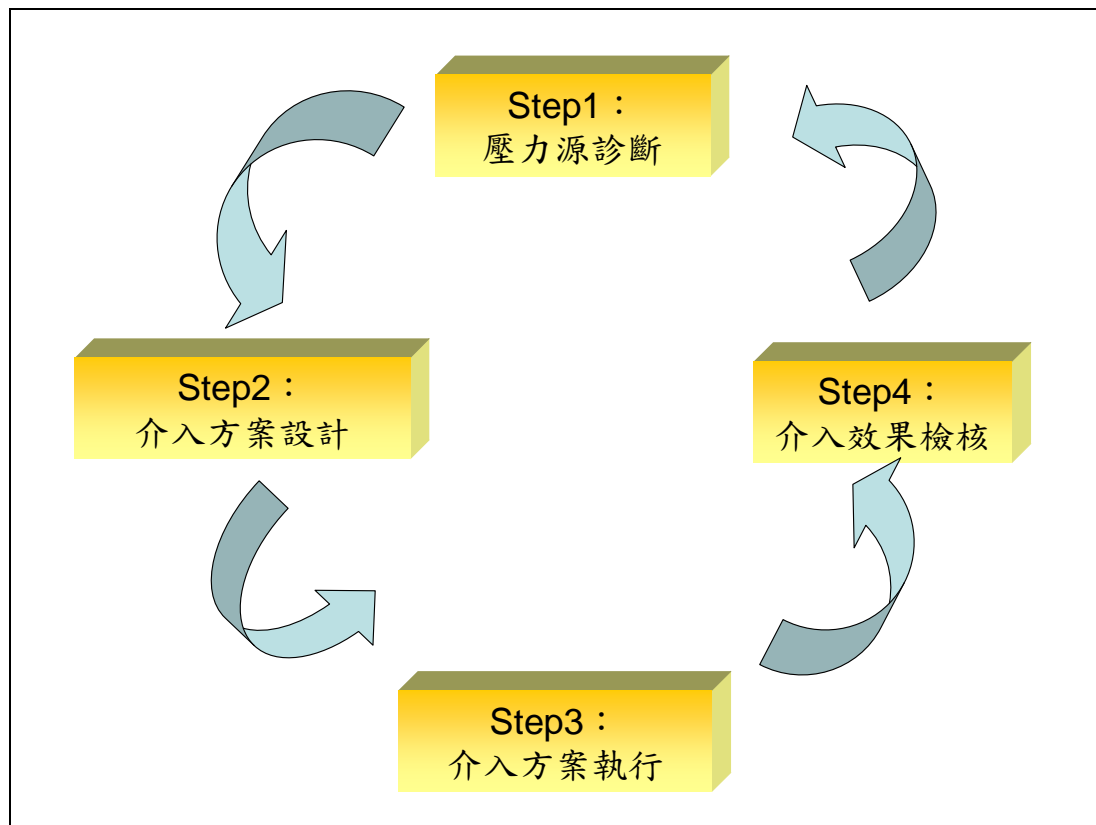 Step1：
壓力源診斷
Step2：
介入方案設計
Step3：
介入方案執行
Step4：
介入效果檢核